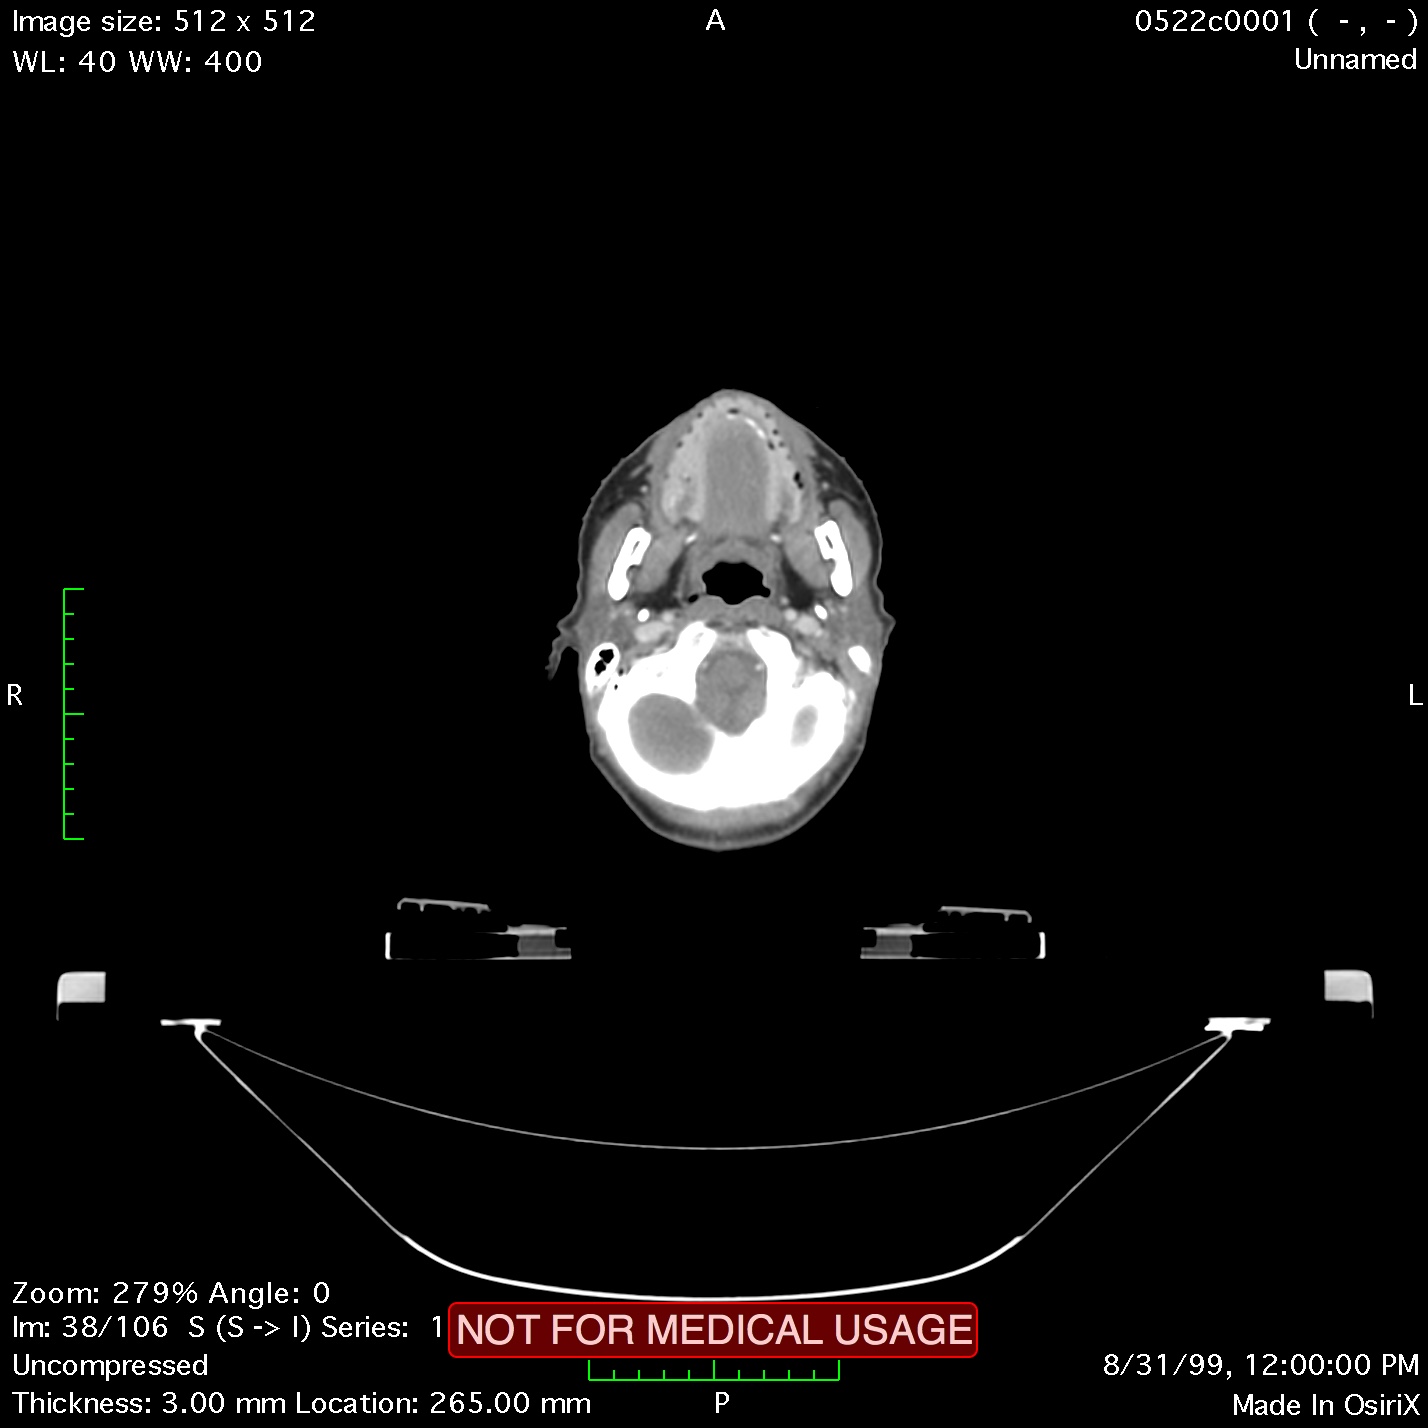 Image size: 512 x 512
WL: 40 WW: 400
A
0522c0001 ( -, -)
Unnamed
R
L
Zoom: 279% Angle: 0
Im: 38/106 S (S -> I) Series: 1
Uncompressed
Thickness: 3.00 mm Location: 265.00 mm
NOT FOR MEDICAL USAGE
P
8/31/99, 12:00:00 PM
Made In OsiriX